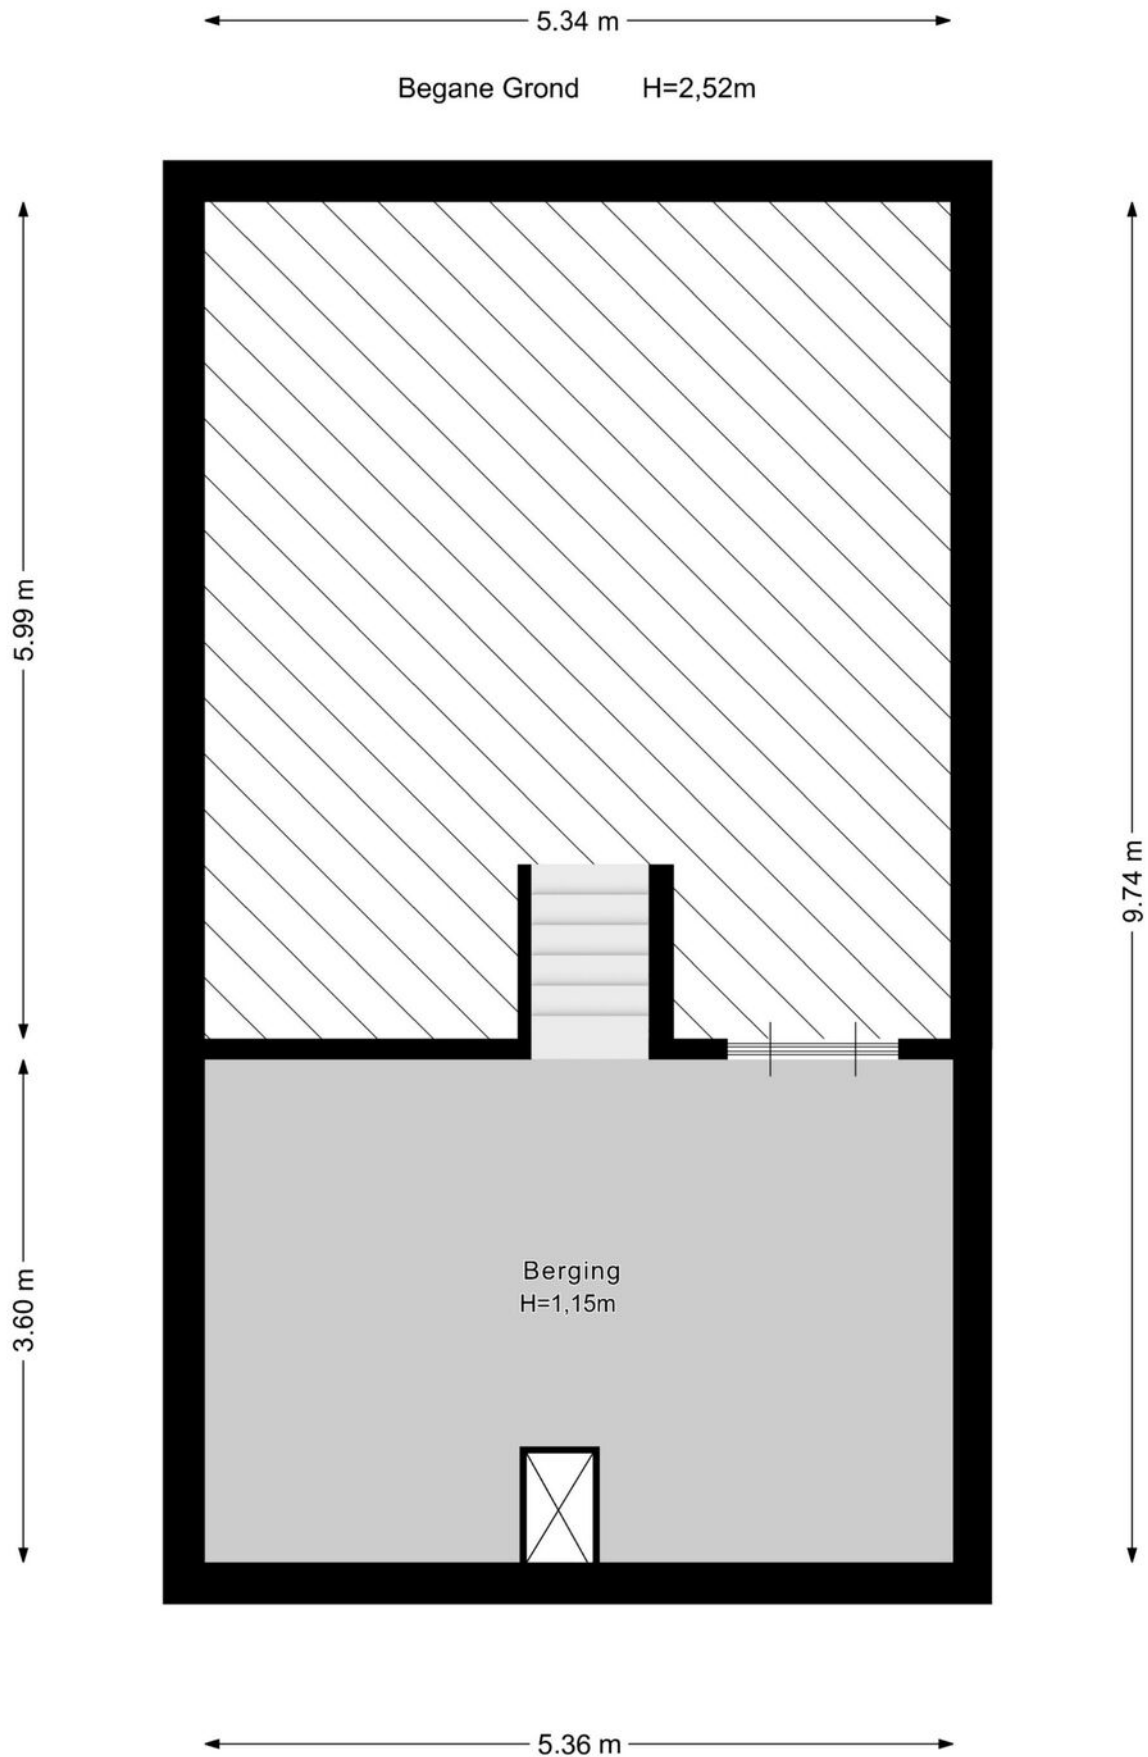 5.34 m
Begane Grond H=2,52m
5.99 m
9.74 m
Berging
H=1,15m
3.60 m
5.36 m